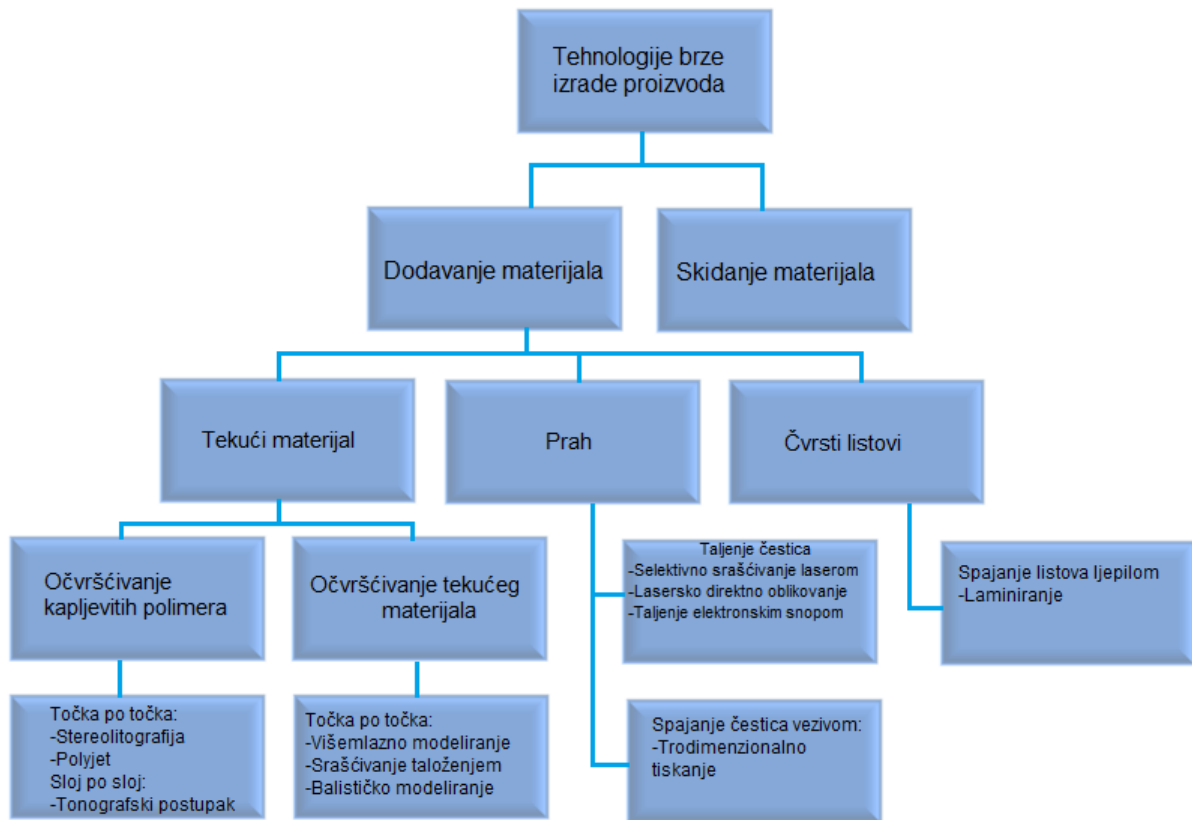 Tehnologije brze
izrade proizvoda
Dodavanje materijala
Skidanje materijala
Tekući materijal
Prah
Čvrsti listovi
Očvršćivanje
kapljevitih polimera
Očvršćivanje tekućeg
materijala
Taljenje čestica
-Selektivno srašćivanje laserom
-Lasersko direktno oblikovanje
-Taljenje elektronskim snopom
Spajanje listova ljepilom
-Laminiranje
Točka po točka:
-Stereolitografija
-Polyjet
Sloj po sloj:
-Tonografski postupak
Točka po točka:
-Višemlazno modeliranje
-Srašćivanje taloženjem
-Balističko modeliranje
Spajanje čestica vezivom:
-Trodimenzionalno
tiskanje